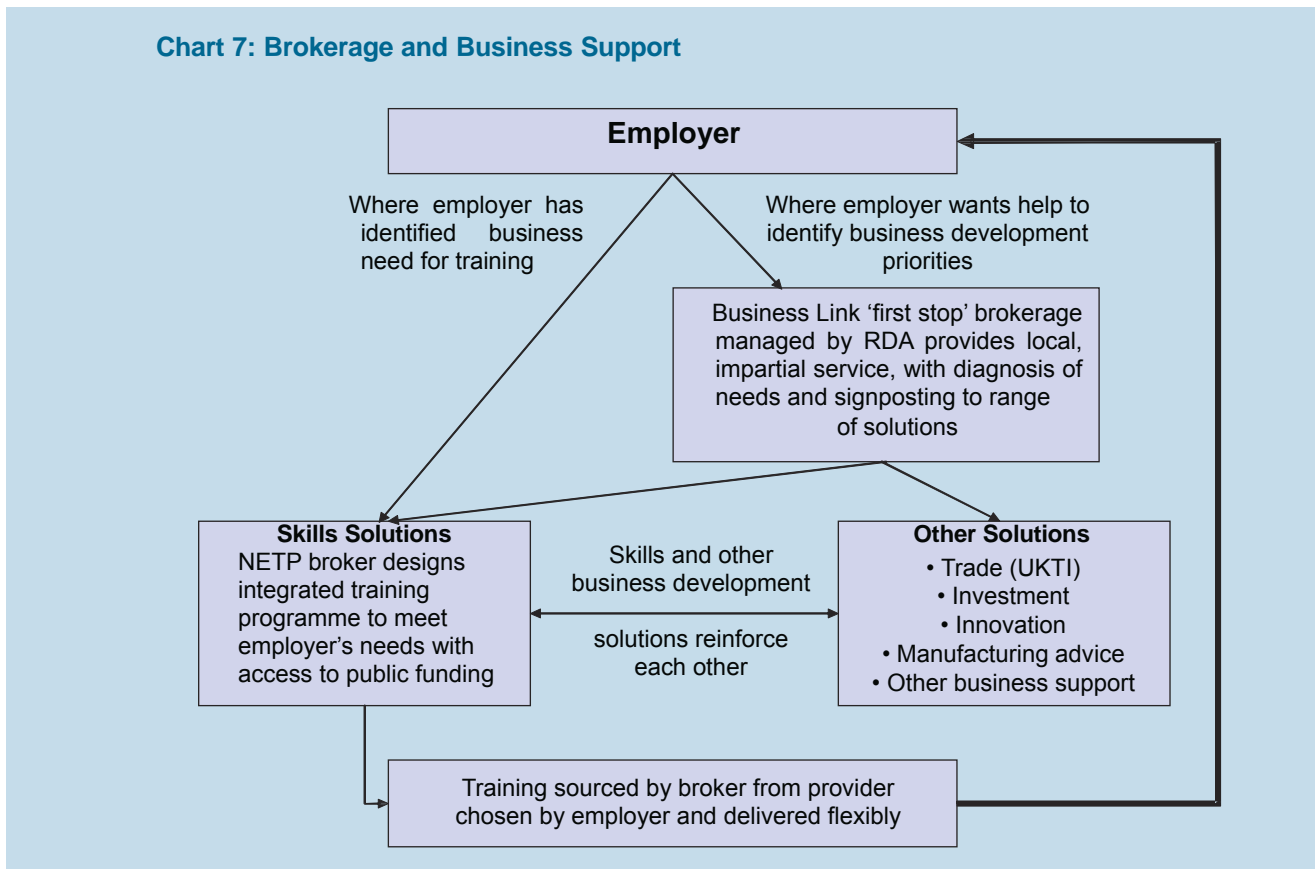 Chart 7: Brokerage and Business Support
Employer
Where employer has
identified business
need for training
Where employer wants help to
identify business development
priorities
Business Link ‘first stop’ brokerage
managed by RDA provides local,
impartial service, with diagnosis of
needs and signposting to range
of solutions
Skills Solutions
NETP broker designs
integrated training
programme to meet
employer’s needs with
access to public funding
Skills and other
business development
solutions reinforce
each other
Other Solutions
• Trade (UKTI)
• Investment
• Innovation
• Manufacturing advice
• Other business support
Training sourced by broker from provider
chosen by employer and delivered flexibly